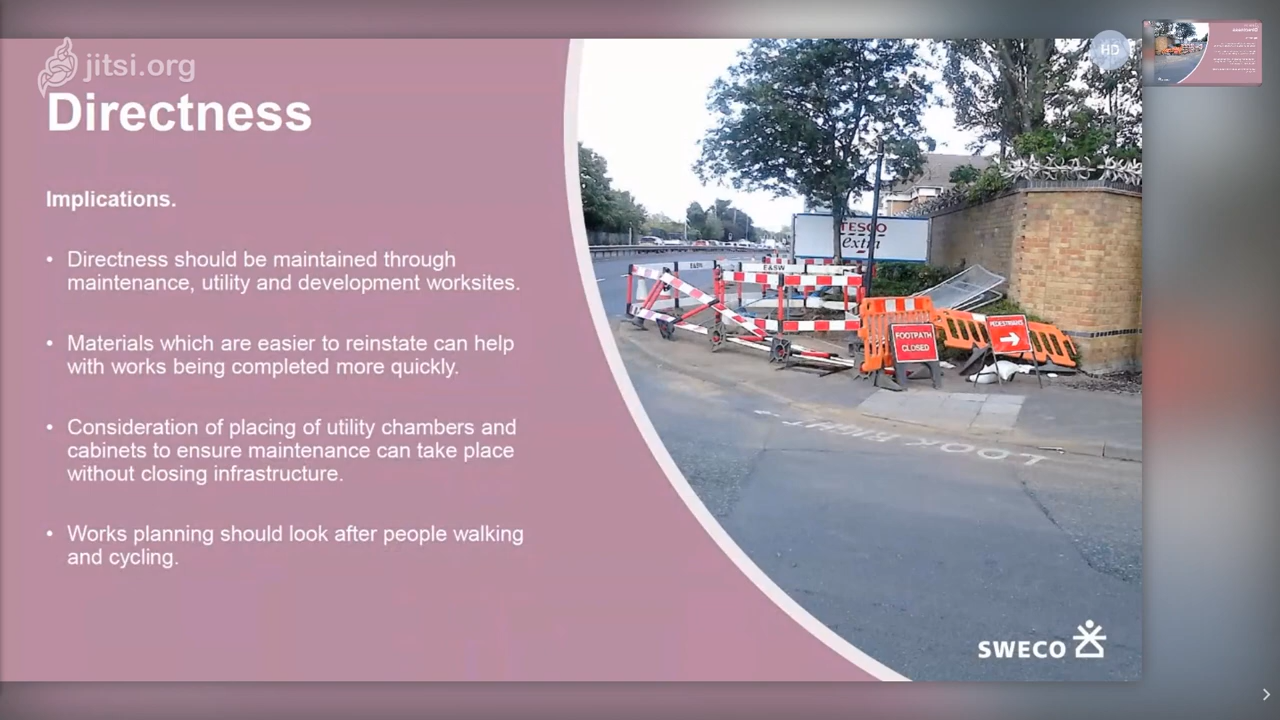 jitsi.org
HD
Directness
Implications.
• Directness should be maintained through
maintenance, utility and development worksites.
• Materials which are easier to reinstate can help
with works being completed more quickly.
• Consideration of placing of utility chambers and
cabinets to ensure maintenance can take place
without closing infrastructure.
• Works planning should look after people walking
and cycling.
TESCO
extra
E&SW
FOOTPATH
CLOSED
PEDESTRIANS
LOOK RIGHT
SWECO